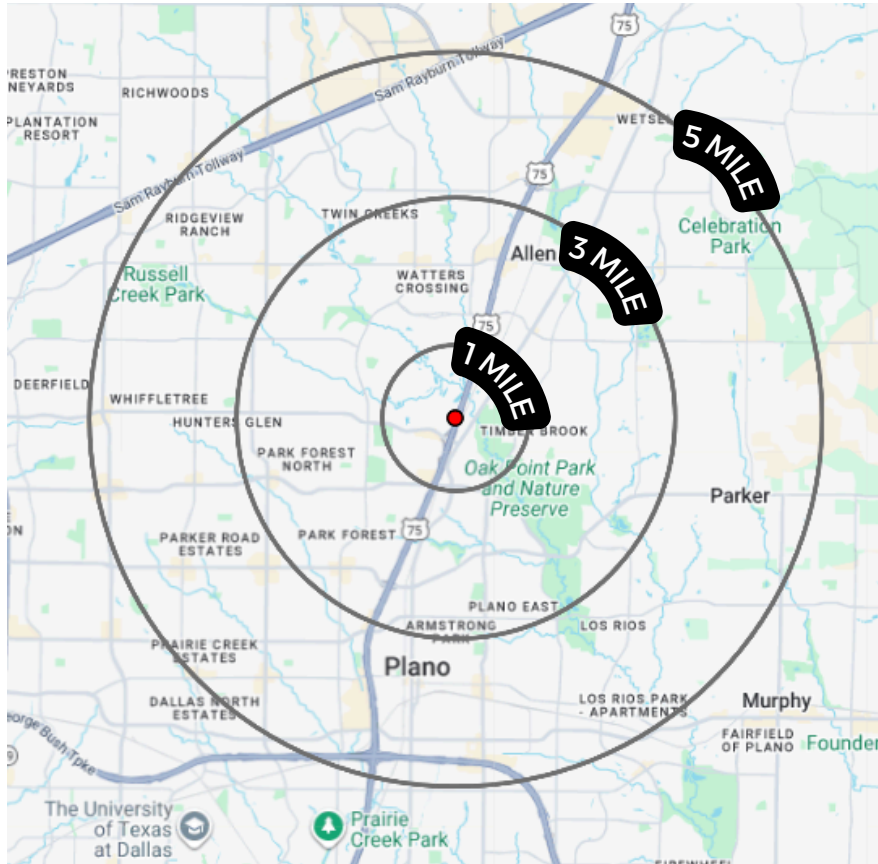 75
Sam Rayburn Tollway
PRESTON
NEYARDS
RICHWOODS
PLANTATION
RESORT
WETSEL
5 MILE
75
Sam Rayburn Tollway
RIDGEVIEW
RANCH
TWIN CREEKS
Celebration
Park
Allen
3 MILE
Russell
Creek Park
WATTERS
CROSSING
75
1 MILE
DEERFIELD
WHIFFLETREE
HUNTERS GLEN
TIMBER BROOK
PARK FOREST
NORTH
Oak Point Park
and Nature
Preserve
Parker
ON
75
PARK FOREST
PARKER ROAD
ESTATES
PLANO EAST
ARMSTRONG
PARK
LOS RIOS
PRAIRIE CREEK
ESTATES
Plano
DALLAS NORTH
ESTATES
LOS RIOS PARK
- APARTMENTS
Murphy
FAIRFIELD
OF PLANO
Founder
eorge Bush Tpke
9
The University
of Texas
at Dallas
Prairie
Creek Park